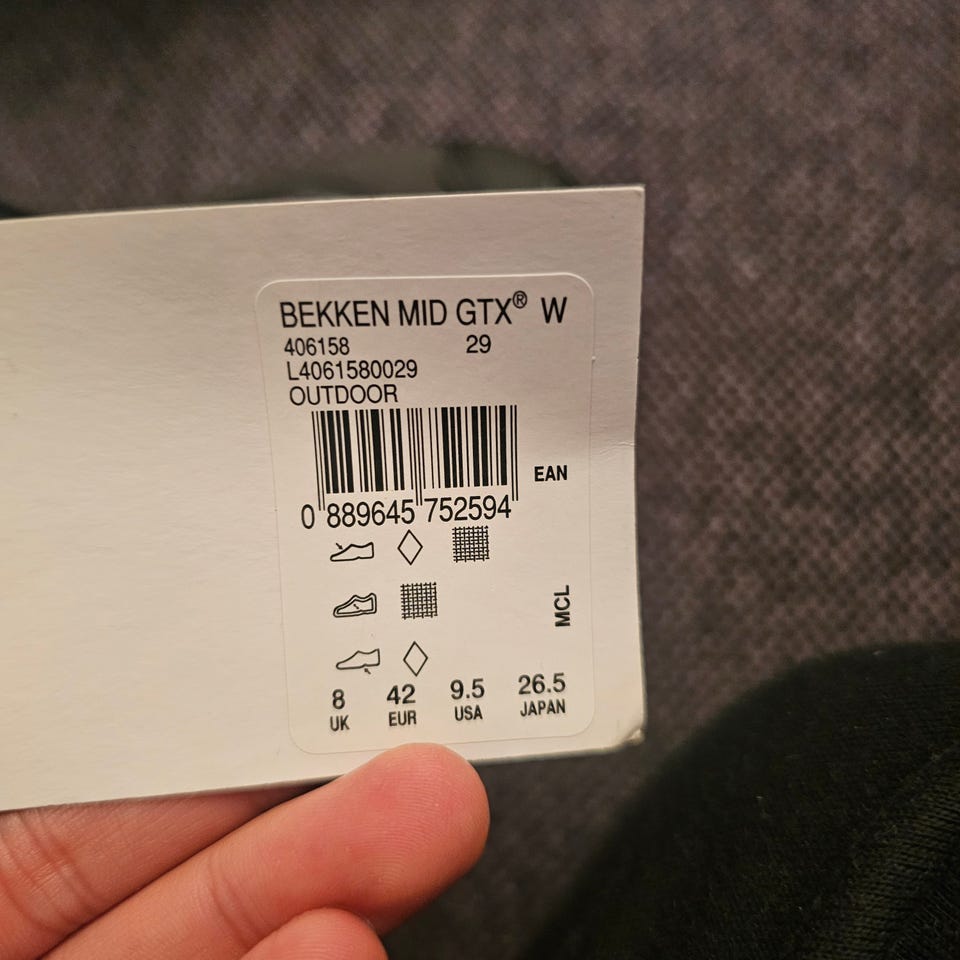 BEKKEN MID GTX® W
406158 29
L4061580029
OUTDOOR
EAN
0 889645 752594
MCL
8 42 9.5 26.5
UK EUR USA JAPAN